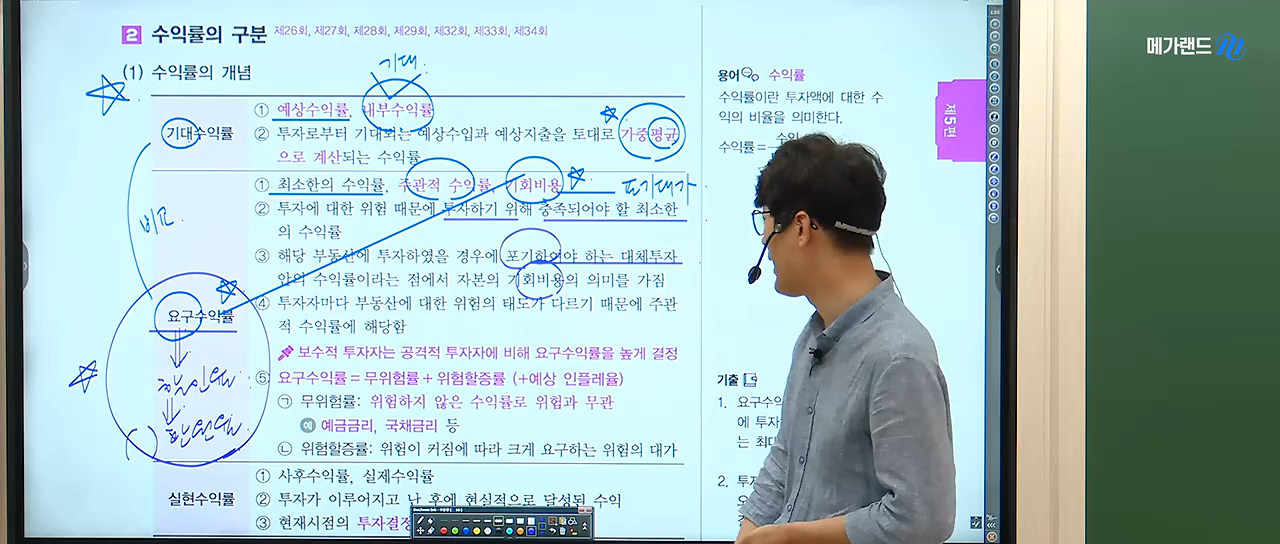 2 수익률의 구분 제26회, 제27회, 제28회, 제29회, 제32회, 제33회, 제34회
(1) 수익률의 개념
기대
기대수익률
① 예상수익률, 내부수익률
② 투자로부터 기대되는 예상수입과 예상지출을 토대로 가중평균
으로 계산되는 수익률
비교
요구수익률
할인율
환원율
① 최소한의 수익률, 주관적 수익률, 기회비용
포기대가
② 투자에 대한 위험 때문에 투자하기 위해 충족되어야 할 최소한
의 수익률
③ 해당 부동산에 투자하였을 경우에 포기하여야 하는 대체투자
안의 수익률이라는 점에서 자본의 기회비용의 의미를 가짐
④ 투자자마다 부동산에 대한 위험의 태도가 다르기 때문에 주관
적 수익률에 해당함
보수적 투자자는 공격적 투자자에 비해 요구수익률을 높게 결정
⑤ 요구수익률 = 무위험률 + 위험할증률 (+예상 인플레율)
㉠ 무위험률: 위험하지 않은 수익률로 위험과 무관
예 예금금리, 국채금리 등
㉡ 위험할증률: 위험이 커짐에 따라 크게 요구하는 위험의 대가
실현수익률
① 사후수익률, 실제수익률
② 투자가 이루어지고 난 후에 현실적으로 달성된 수익
③ 현재시점의 투자결정
용어 수익률
수익률이란 투자액에 대한 수
익의 비율을 의미한다.
수익률 =
제5편
기출
1. 요구수익
에 투자
는 최대
2. 투자
메가랜드